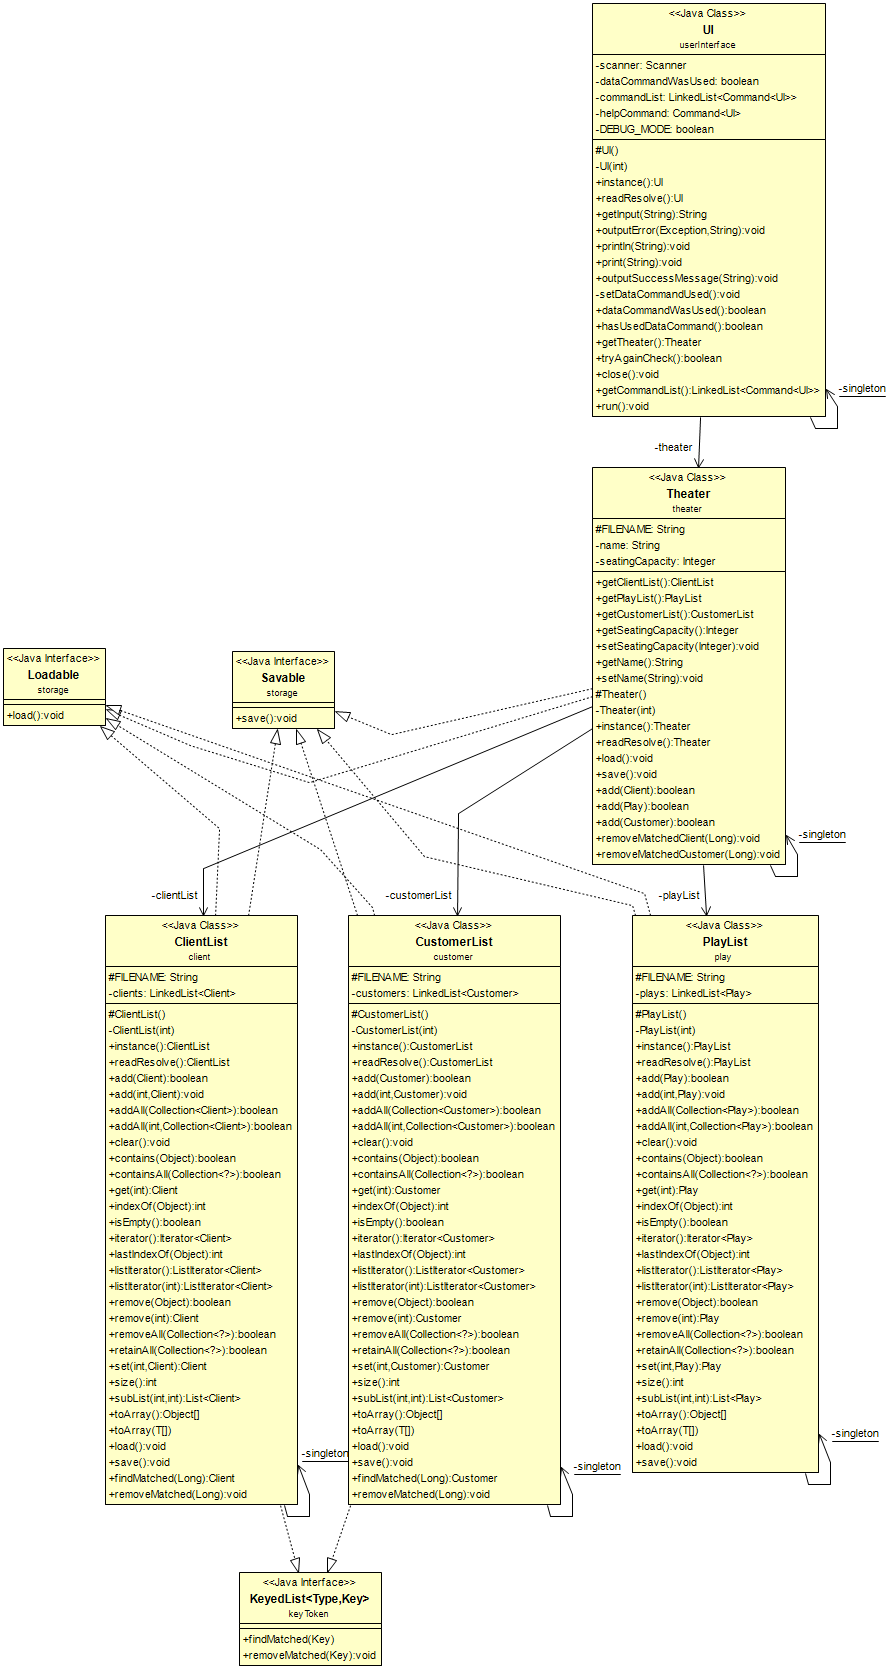 <<Java Class>>
UI
userInterface
-scanner: Scanner
-dataCommandWasUsed: boolean
-commandList: LinkedList<Command<UI>>
-helpCommand: Command<UI>
-DEBUG_MODE: boolean
#UI()
-UI(int)
+instance():UI
+readResolve():UI
+getInput(String):String
+outputError(Exception,String):void
+println(String):void
+print(String):void
+outputSuccessMessage(String):void
-setDataCommandUsed():void
+dataCommandWasUsed():boolean
+hasUsedDataCommand():boolean
+getTheater():Theater
+tryAgainCheck():boolean
+close():void
+getCommandList():LinkedList<Command<UI>>
+run():void
-singleton
-theater
<<Java Class>>
Theater
theater
#FILENAME: String
-name: String
-seatingCapacity: Integer
+getClientList():ClientList
+getPlayList():PlayList
+getCustomerList():CustomerList
+getSeatingCapacity():Integer
+setSeatingCapacity(Integer):void
+getName():String
+setName(String):void
#Theater()
-Theater(int)
+instance():Theater
+readResolve():Theater
+load():void
+save():void
+add(Client):boolean
+add(Play):boolean
+add(Customer):boolean
+removeMatchedClient(Long):void
+removeMatchedCustomer(Long):void
-singleton
<<Java Interface>>
Loadable
storage
+load():void
<<Java Interface>>
Savable
storage
+save():void
-clientList
-customerList
-playList
<<Java Class>>
ClientList
client
#FILENAME: String
-clients: LinkedList<Client>
#ClientList()
-ClientList(int)
+instance():ClientList
+readResolve():ClientList
+add(Client):boolean
+add(int,Client):void
+addAll(Collection<Client>):boolean
+addAll(int,Collection<Client>):boolean
+clear():void
+contains(Object):boolean
+containsAll(Collection<?>):boolean
+get(int):Client
+indexOf(Object):int
+isEmpty():boolean
+iterator():Iterator<Client>
+lastIndexOf(Object):int
+listIterator():ListIterator<Client>
+listIterator(int):ListIterator<Client>
+remove(Object):boolean
+remove(int):Client
+removeAll(Collection<?>):boolean
+retainAll(Collection<?>):boolean
+set(int,Client):Client
+size():int
+subList(int,int):List<Client>
+toArray():Object[]
+toArray(T[])
+load():void
+save():void
+findMatched(Long):Client
+removeMatched(Long):void
-singleton
<<Java Class>>
CustomerList
customer
#FILENAME: String
-customers: LinkedList<Customer>
#CustomerList()
-CustomerList(int)
+instance():CustomerList
+readResolve():CustomerList
+add(Customer):boolean
+add(int,Customer):void
+addAll(Collection<Customer>):boolean
+addAll(int,Collection<Customer>):boolean
+clear():void
+contains(Object):boolean
+containsAll(Collection<?>):boolean
+get(int):Customer
+indexOf(Object):int
+isEmpty():boolean
+iterator():Iterator<Customer>
+lastIndexOf(Object):int
+listIterator():ListIterator<Customer>
+listIterator(int):ListIterator<Customer>
+remove(Object):boolean
+remove(int):Customer
+removeAll(Collection<?>):boolean
+retainAll(Collection<?>):boolean
+set(int,Customer):Customer
+size():int
+subList(int,int):List<Customer>
+toArray():Object[]
+toArray(T[])
+load():void
+save():void
+findMatched(Long):Customer
+removeMatched(Long):void
-singleton
<<Java Class>>
PlayList
play
#FILENAME: String
-plays: LinkedList<Play>
#PlayList()
-PlayList(int)
+instance():PlayList
+readResolve():PlayList
+add(Play):boolean
+add(int,Play):void
+addAll(Collection<Play>):boolean
+addAll(int,Collection<Play>):boolean
+clear():void
+contains(Object):boolean
+containsAll(Collection<?>):boolean
+get(int):Play
+indexOf(Object):int
+isEmpty():boolean
+iterator():Iterator<Play>
+lastIndexOf(Object):int
+listIterator():ListIterator<Play>
+listIterator(int):ListIterator<Play>
+remove(Object):boolean
+remove(int):Play
+removeAll(Collection<?>):boolean
+retainAll(Collection<?>):boolean
+set(int,Play):Play
+size():int
+subList(int,int):List<Play>
+toArray():Object[]
+toArray(T[])
+load():void
+save():void
-singleton
<<Java Interface>>
KeyedList<Type,Key>
keyToken
+findMatched(Key)
+removeMatched(Key):void